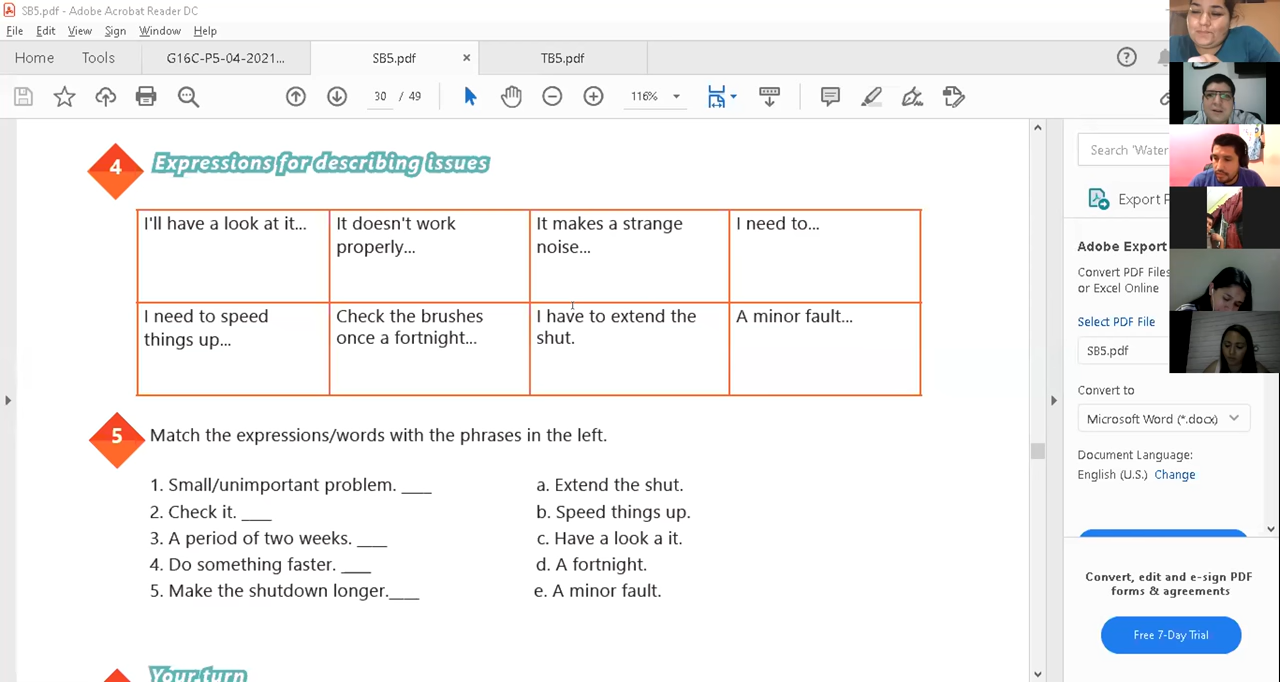 SB5.pdf - Adobe Acrobat Reader DC
File Edit View Sign Window Help
Home Tools G16C-P5-04-2021... SB5.pdf × TB5.pdf
30 / 49 116%
4 Expressions for describing issues
I'll have a look at it...
It doesn't work
properly...
It makes a strange
noise...
I need to...
I need to speed
things up...
Check the brushes
once a fortnight...
I have to extend the
shut.
A minor fault...
5 Match the expressions/words with the phrases in the left.
1. Small/unimportant problem. ____
2. Check it. ____
3. A period of two weeks. ____
4. Do something faster. ____
5. Make the shutdown longer.____
a. Extend the shut.
b. Speed things up.
c. Have a look a it.
d. A fortnight.
e. A minor fault.
Your turn
Search 'Water
Export P
Adobe Export
Convert PDF Files
or Excel Online
Select PDF File
SB5.pdf
Convert to
Microsoft Word (*.docx)
Document Language:
English (U.S.) Change
Convert, edit and e-sign PDF
forms & agreements
Free 7-Day Trial